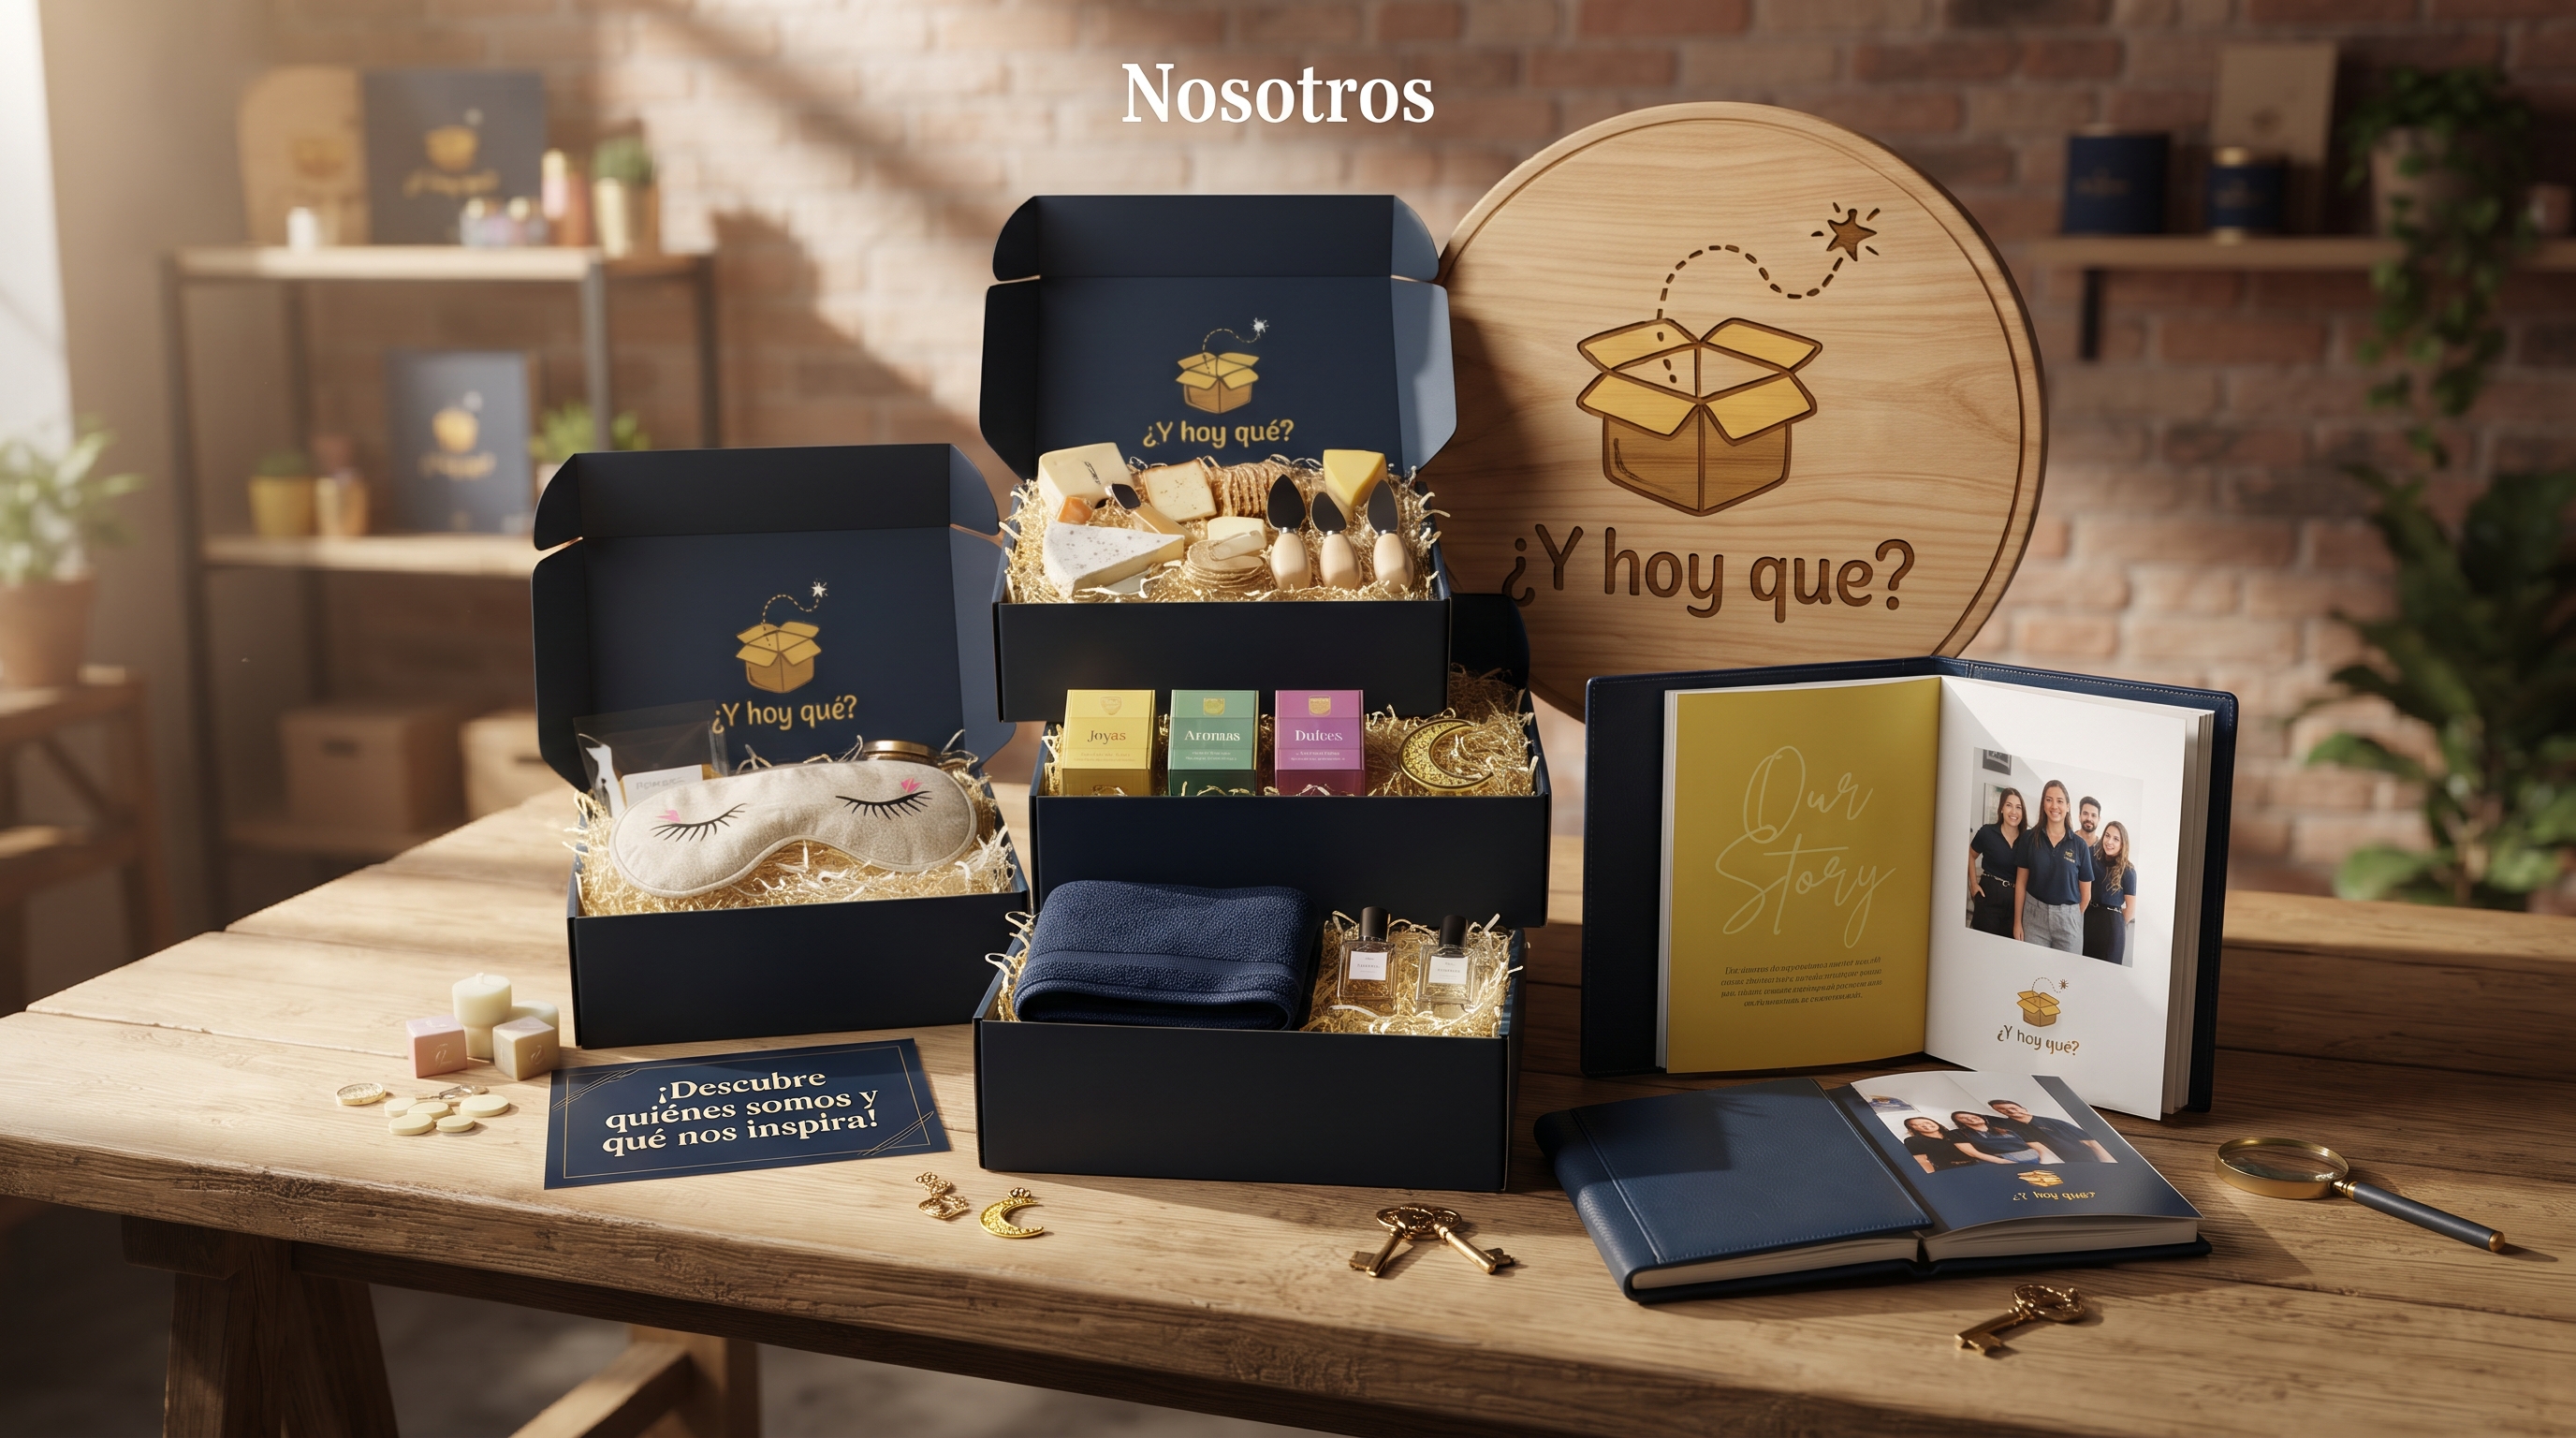 Nosotros
¿Y hoy qué?
¿Y hoy que?
¿Y hoy qué?
Joyas
Aromas
Dulces
Our
Story
¿Y hoy qué?
¡Descubre
quiénes somos y
qué nos inspira!
¿Y hoy qué?